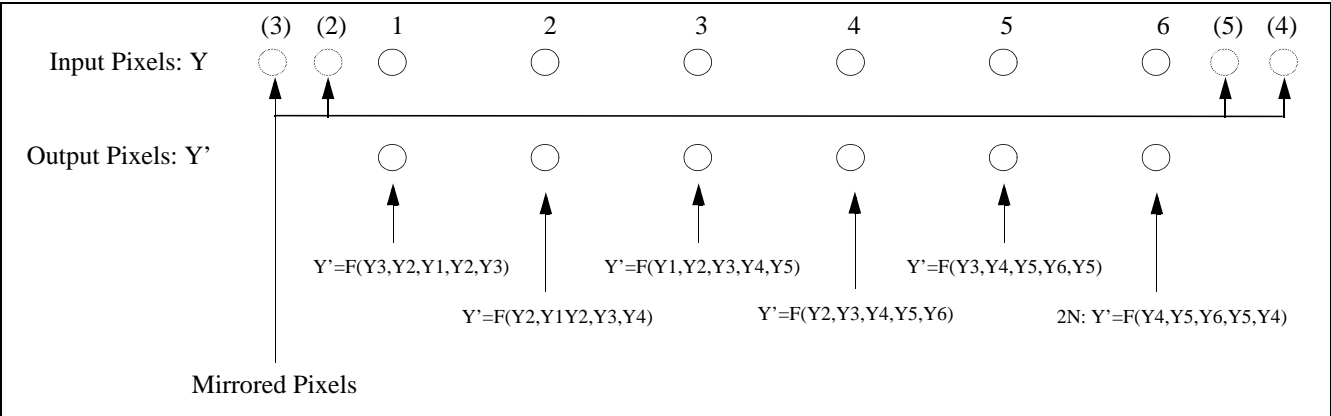 (3) (2) 1 2 3 4 5 6 (5) (4)
Input Pixels: Y
Output Pixels: Y’
Y’=F(Y3,Y2,Y1,Y2,Y3) Y’=F(Y1,Y2,Y3,Y4,Y5) Y’=F(Y3,Y4,Y5,Y6,Y5)
Y’=F(Y2,Y1Y2,Y3,Y4) Y’=F(Y2,Y3,Y4,Y5,Y6) 2N: Y’=F(Y4,Y5,Y6,Y5,Y4)
Mirrored Pixels